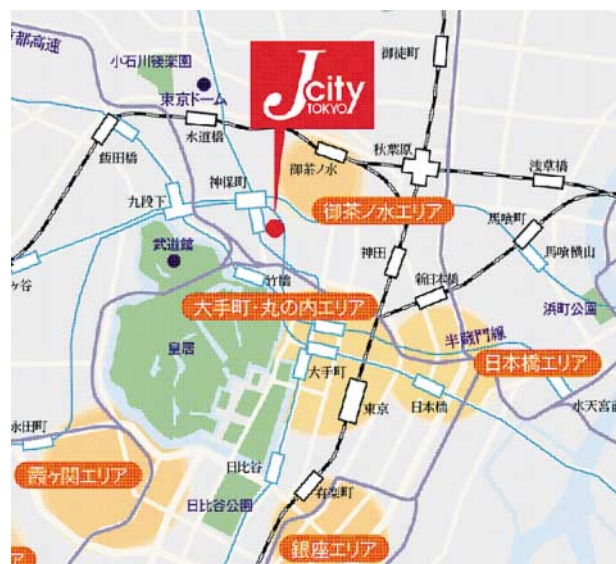 首都高速
小石川後楽園
東京ドーム
J city
TOKYO
御徒町
水道橋
飯田橋
御茶ノ水
秋葉原
浅草橋
九段下
神保町
御茶ノ水エリア
馬喰町
馬喰横山
武道館
竹橋
神田
新日本橋
浜町公園
大手町・丸の内エリア
半蔵門線
皇居
大手町
日本橋エリア
東京
日本橋
水天宮前
永田町
霞ヶ関エリア
日比谷
日比谷公園
有楽町
銀座エリア
ヶ谷
ア